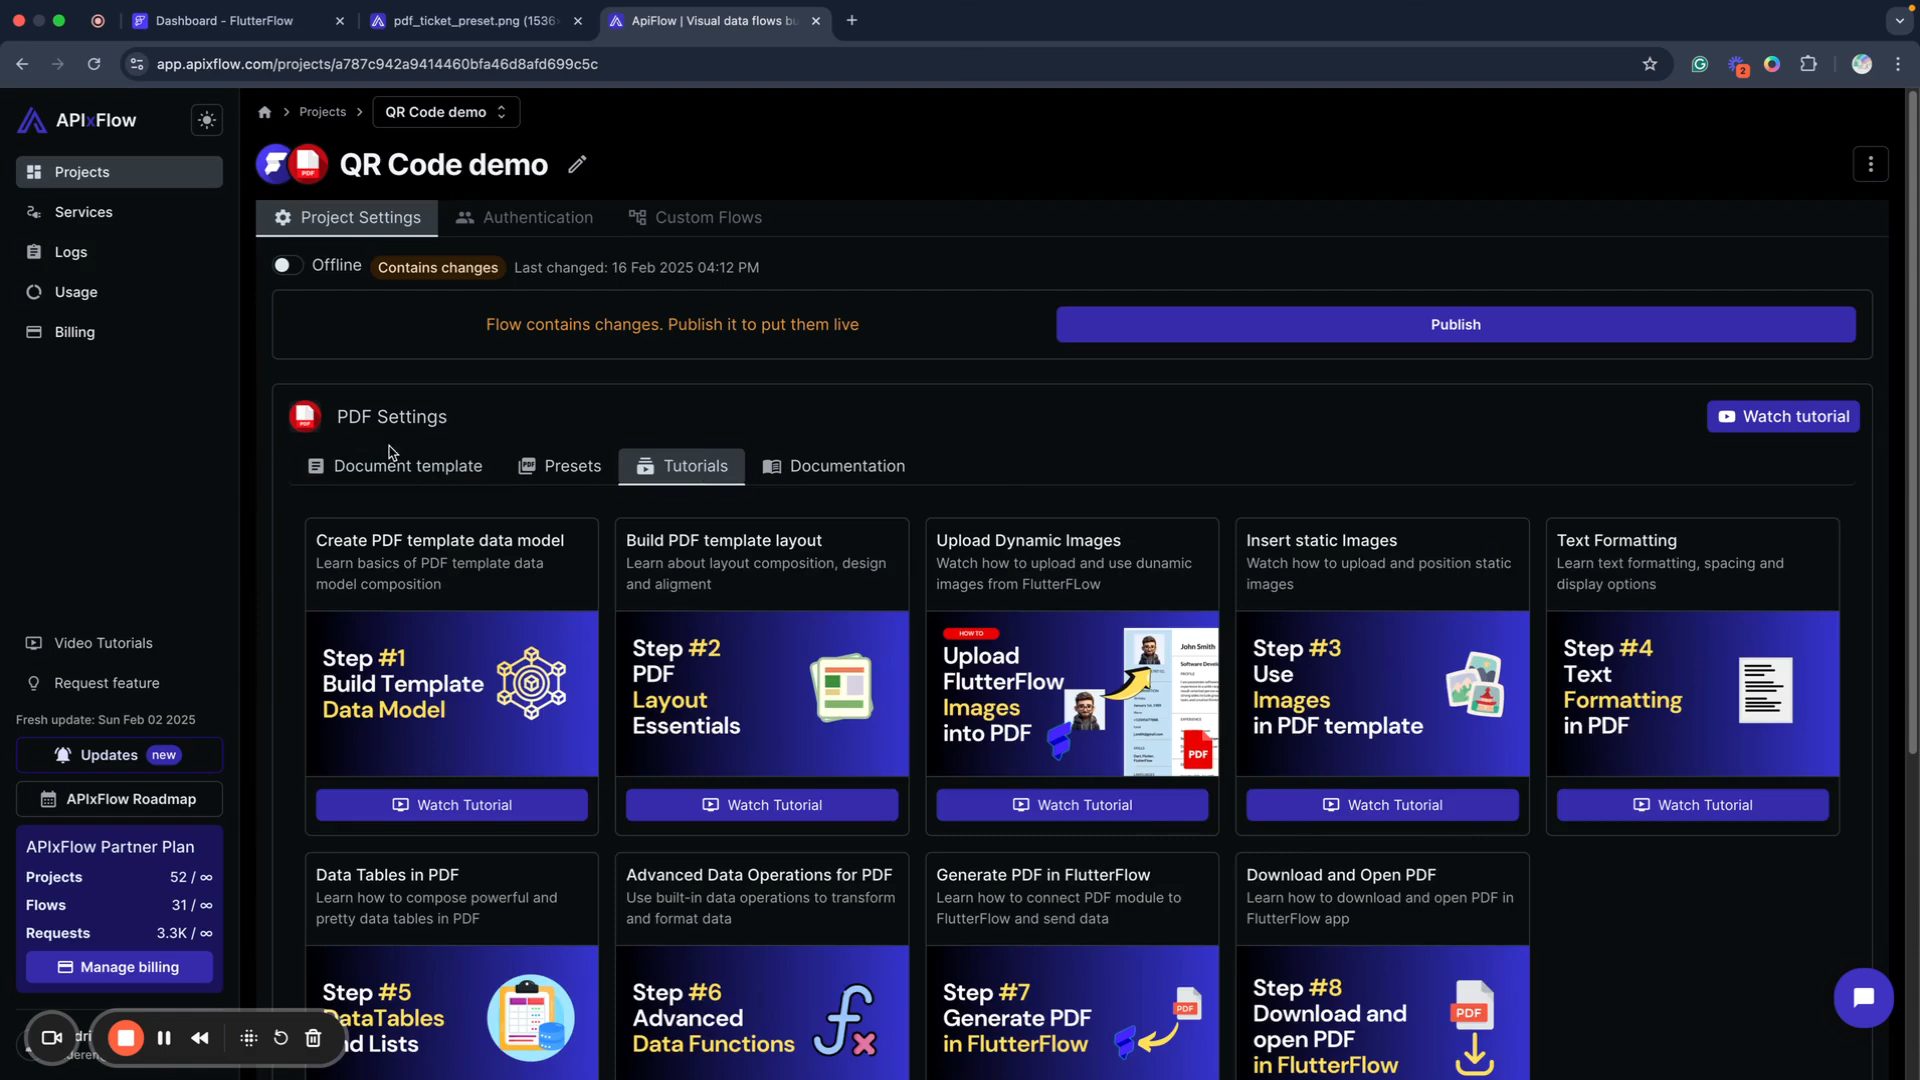 Dashboard - FlutterFlow
pdf_ticket_preset.png (1536
ApiFlow | Visual data flows bu
app.apixflow.com/projects/a787c942a9414460bfa46d8afd699c5c
2
APIxFlow
Projects
Services
Logs
Usage
Billing
Video Tutorials
Request feature
Fresh update: Sun Feb 02 2025
Updates new
APIxFlow Roadmap
APIxFlow Partner Plan
Projects 52 / ∞
Flows 31 / ∞
Requests 3.3K / ∞
Manage billing
Projects
QR Code demo
PDF
QR Code demo
Project Settings
Authentication
Custom Flows
Offline
Contains changes
Last changed: 16 Feb 2025 04:12 PM
Flow contains changes. Publish it to put them live
Publish
PDF Settings
Watch tutorial
Document template
Presets
Tutorials
Documentation
Create PDF template data model
Learn basics of PDF template data
model composition
Step #1
Build Template
Data Model
Watch Tutorial
Build PDF template layout
Learn about layout composition, design
and aligment
Step #2
PDF
Layout
Essentials
Watch Tutorial
Upload Dynamic Images
Watch how to upload and use dunamic
images from FlutterFLow
HOW TO
Upload
FlutterFlow
Images
into PDF
John Smith
PROFILE
PDF
Watch Tutorial
Insert static Images
Watch how to upload and position static
images
Step #3
Use
Images
in PDF template
Watch Tutorial
Text Formatting
Learn text formatting, spacing and
display options
Step #4
Text
Formatting
in PDF
Watch Tutorial
Data Tables in PDF
Learn how to compose powerful and
pretty data tables in PDF
Step #5
DataTables
nd Lists
Advanced Data Operations for PDF
Use built-in data operations to transform
and format data
Step #6
Advanced
Data Functions
Generate PDF in FlutterFlow
Learn how to connect PDF module to
FlutterFlow and send data
Step #7
Generate PDF
in FlutterFlow
PDF
Download and Open PDF
Learn how to download and open PDF in
FlutterFlow app
Step #8
Download and
open PDF
in FlutterFlow
PDF